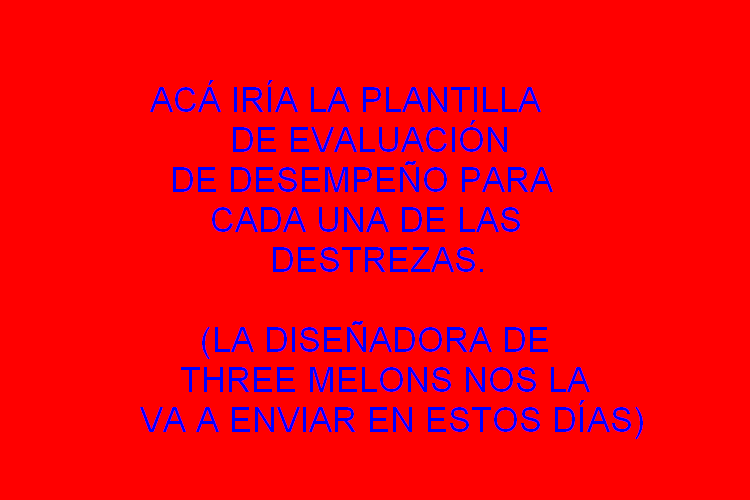 ACÁ IRÍA LA PLANTILLA
DE EVALUACIÓN
DE DESEMPEÑO PARA
CADA UNA DE LAS
DESTREZAS.
(LA DISEÑADORA DE
THREE MELONS NOS LA
VA A ENVIAR EN ESTOS DÍAS)